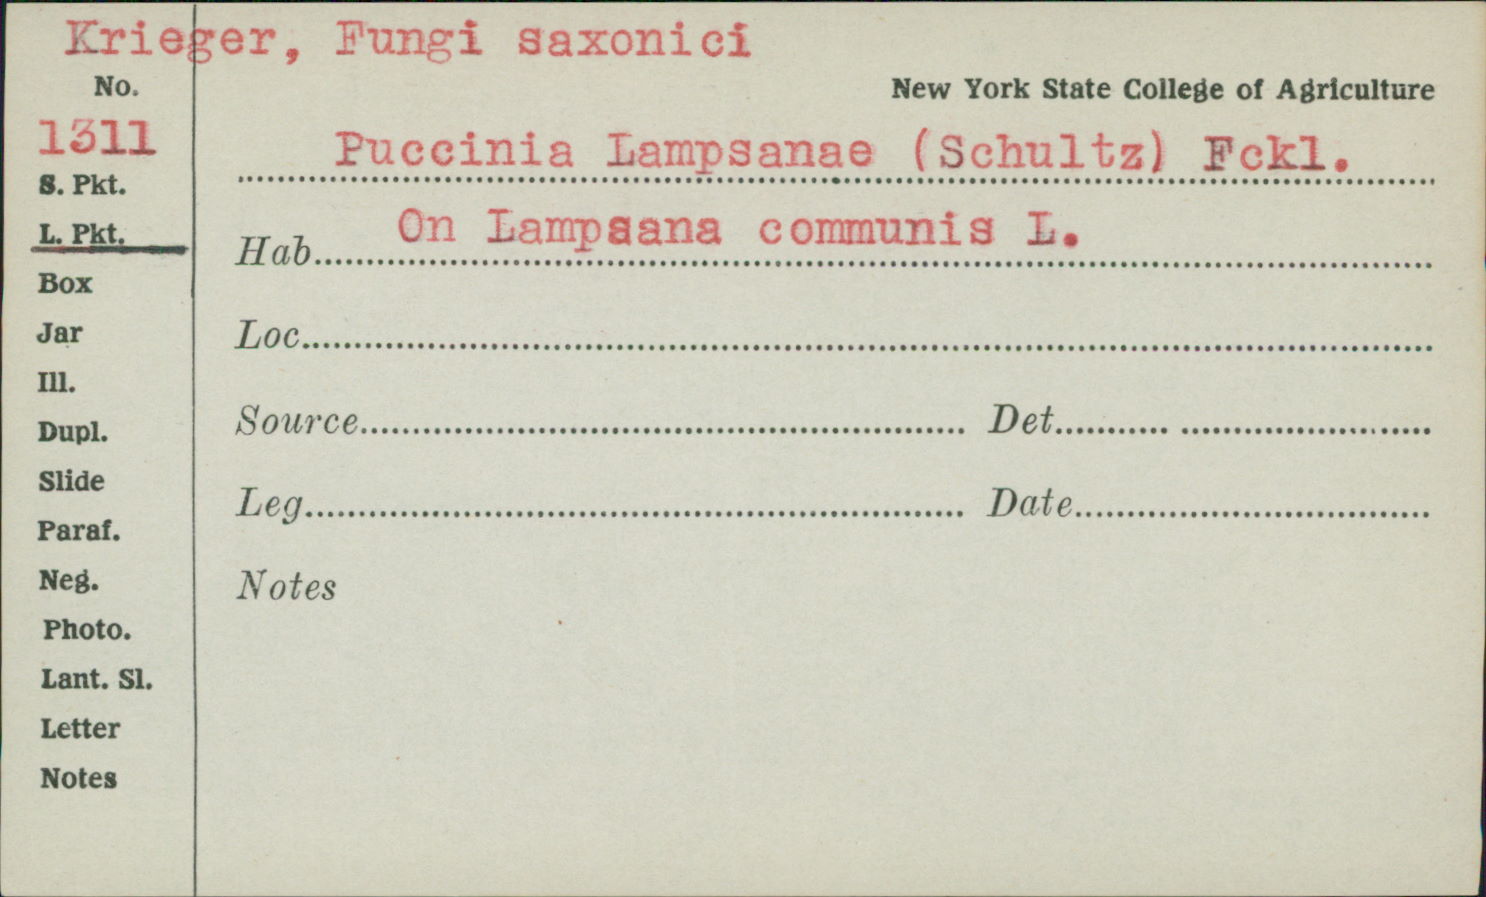 Krieger, Fungi saxonici
No.
New York State College of Agriculture
1311
Puccinia Lampsanae (Schultz) Fckl.
S. Pkt.
L. Pkt.
Hab. On Lampsana communis L.
Box
Jar
Loc.
Ill.
Dupl.
Source Det.
Slide
Leg. Date
Paraf.
Neg.
Notes
Photo.
Lant. Sl.
Letter
Notes